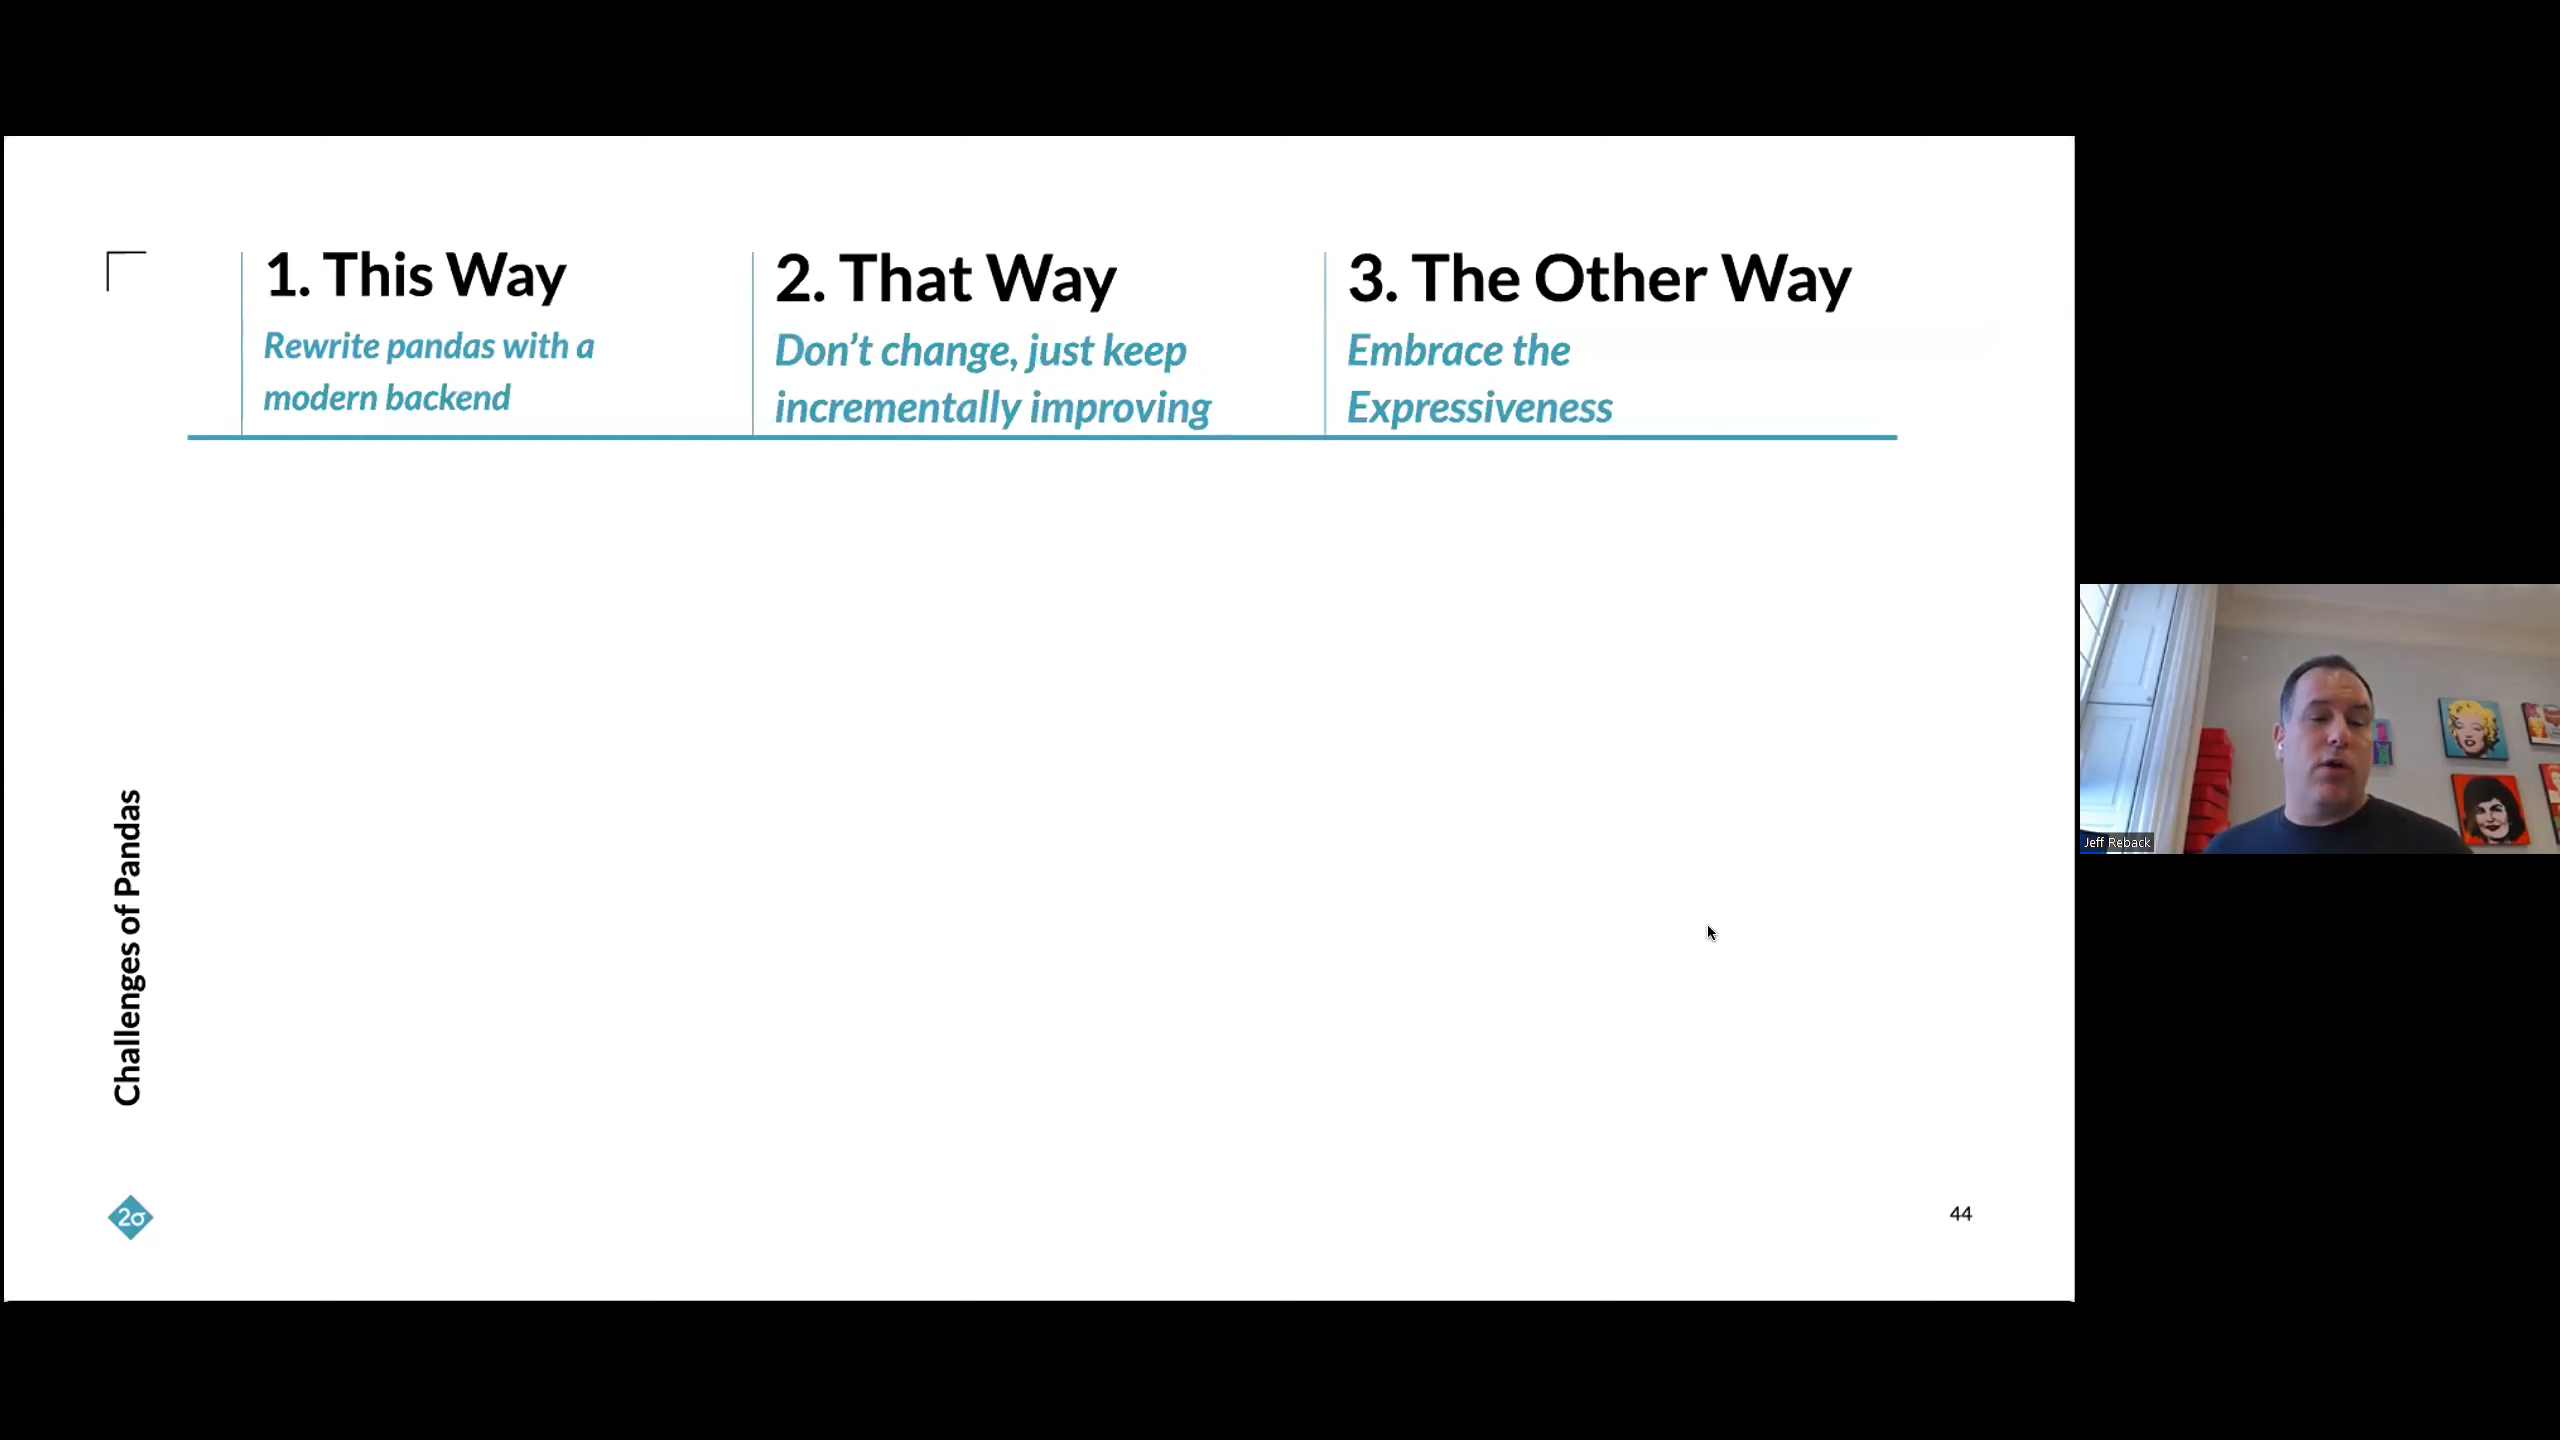 1. This Way
Rewrite pandas with a
modern backend
2. That Way
Don’t change, just keep
incrementally improving
3. The Other Way
Embrace the
Expressiveness
Challenges of Pandas
2σ
44
Jeff Reback